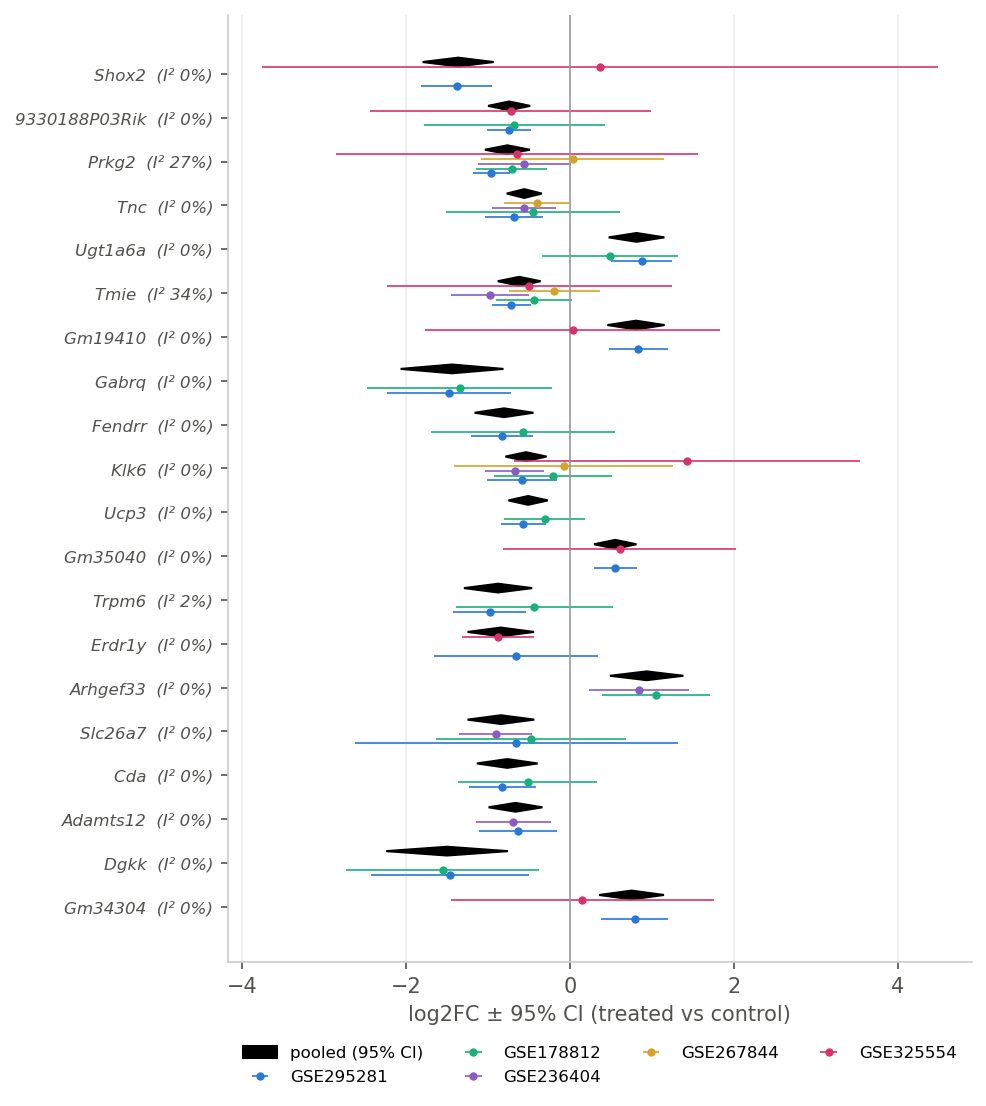 Shox2 (I² 0%)
9330188P03Rik (I² 0%)
Prkg2 (I² 27%)
Tnc (I² 0%)
Ugt1a6a (I² 0%)
Tmie (I² 34%)
Gm19410 (I² 0%)
Gabrq (I² 0%)
Fendrr (I² 0%)
Klk6 (I² 0%)
Ucp3 (I² 0%)
Gm35040 (I² 0%)
Trpm6 (I² 2%)
Erdr1y (I² 0%)
Arhgef33 (I² 0%)
Slc26a7 (I² 0%)
Cda (I² 0%)
Adamts12 (I² 0%)
Dgkk (I² 0%)
Gm34304 (I² 0%)
−4 −2 0 2 4
log2FC ± 95% CI (treated vs control)
pooled (95% CI) GSE178812 GSE267844 GSE325554
GSE295281 GSE236404